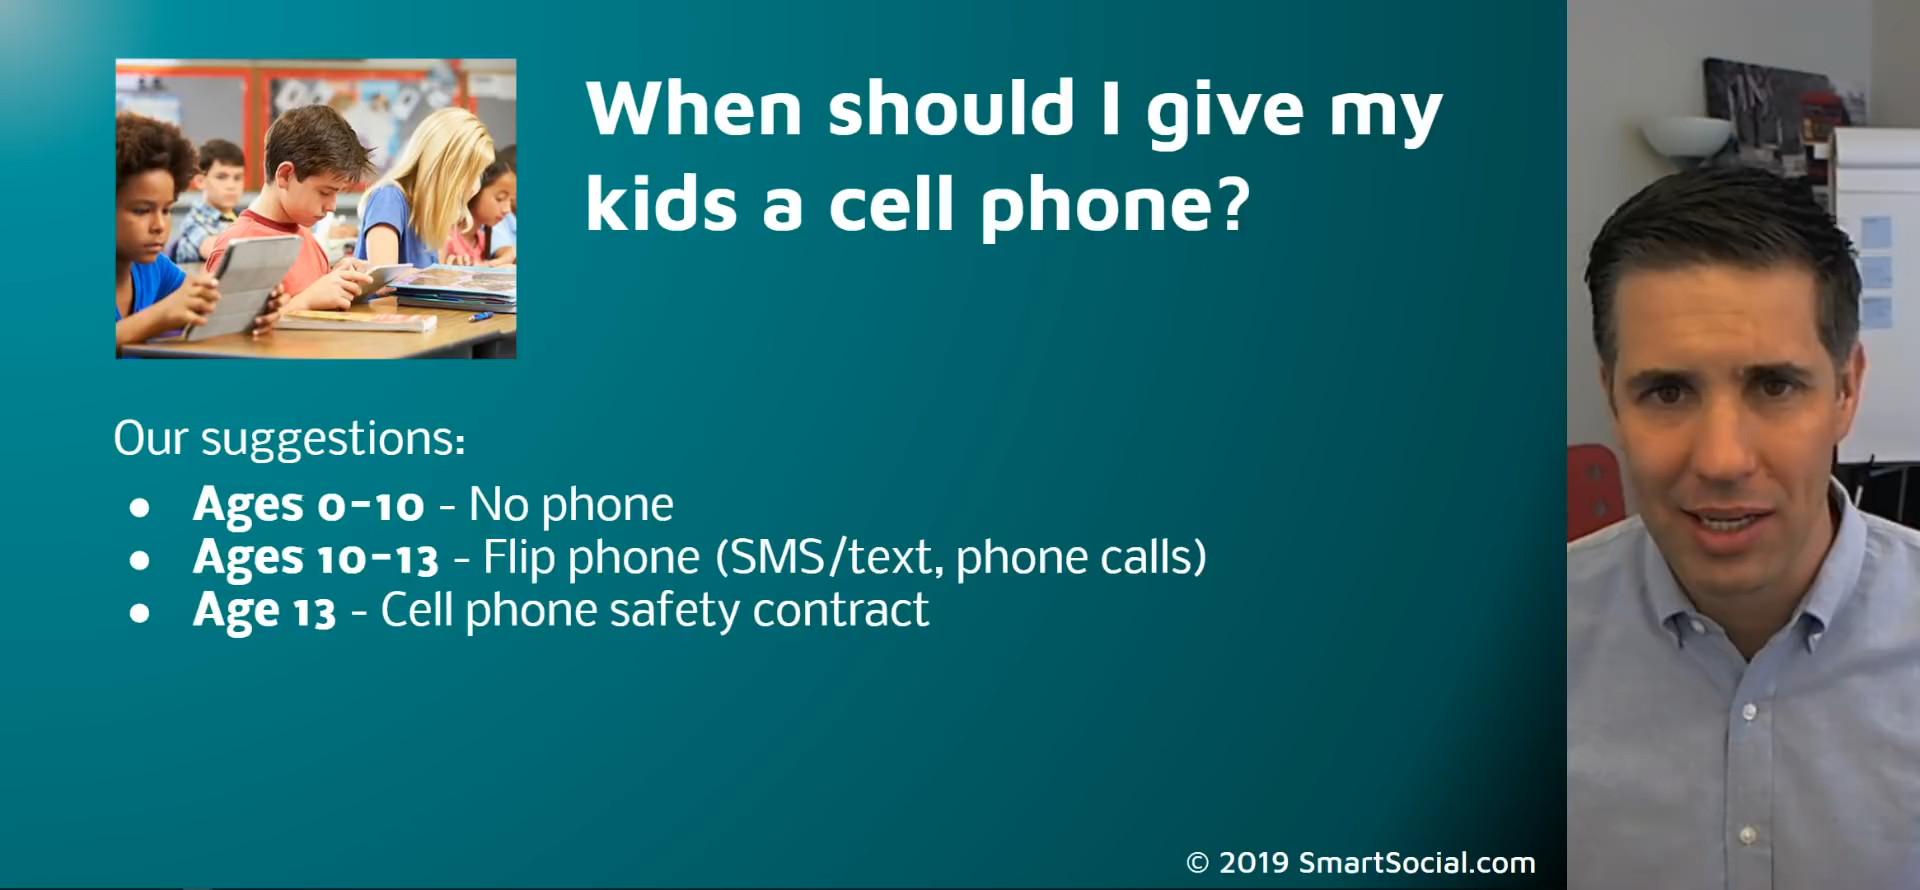 When should I give my
kids a cell phone?
Our suggestions:
● Ages 0-10 - No phone
● Ages 10-13 - Flip phone (SMS/text, phone calls)
● Age 13 - Cell phone safety contract
© 2019 SmartSocial.com